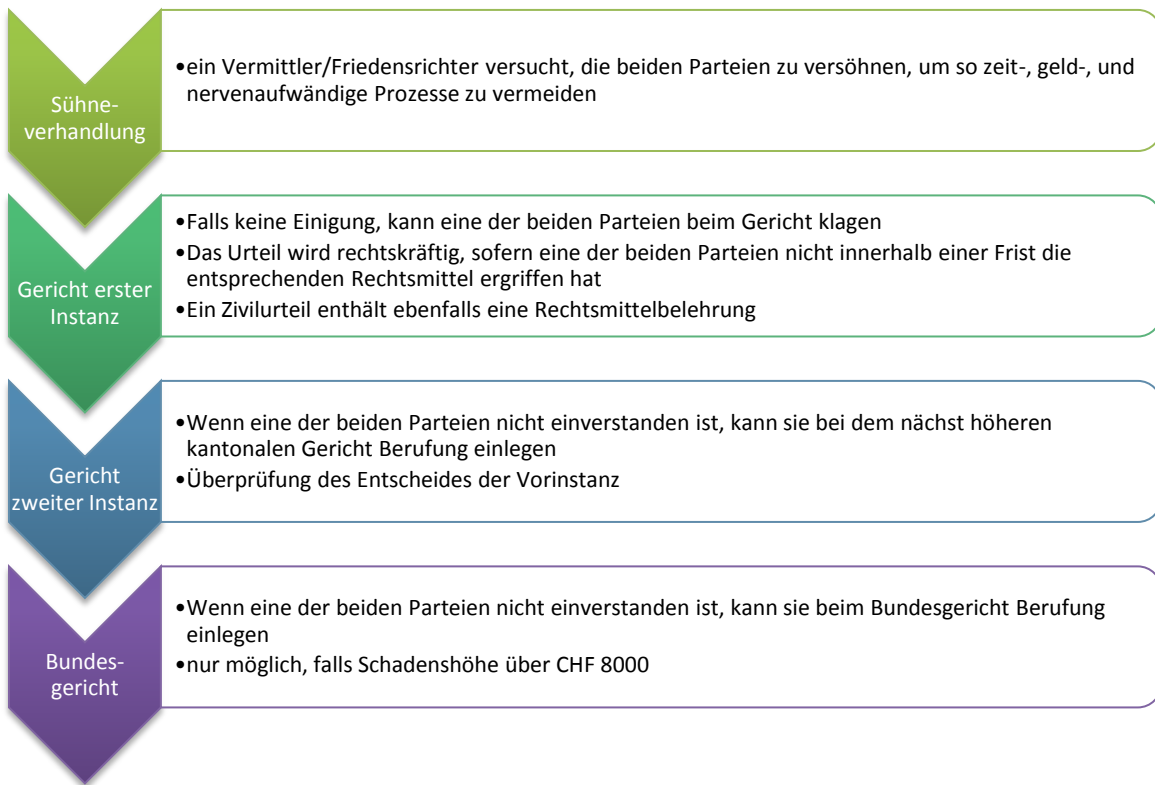 Sühne-
verhandlung
•ein Vermittler/Friedensrichter versucht, die beiden Parteien zu versöhnen, um so zeit-, geld-, und
nervenaufwändige Prozesse zu vermeiden
Gericht erster
Instanz
•Falls keine Einigung, kann eine der beiden Parteien beim Gericht klagen
•Das Urteil wird rechtskräftig, sofern eine der beiden Parteien nicht innerhalb einer Frist die
entsprechenden Rechtsmittel ergriffen hat
•Ein Zivilurteil enthält ebenfalls eine Rechtsmittelbelehrung
Gericht
zweiter Instanz
•Wenn eine der beiden Parteien nicht einverstanden ist, kann sie bei dem nächst höheren
kantonalen Gericht Berufung einlegen
•Überprüfung des Entscheides der Vorinstanz
Bundes-
gericht
•Wenn eine der beiden Parteien nicht einverstanden ist, kann sie beim Bundesgericht Berufung
einlegen
•nur möglich, falls Schadenshöhe über CHF 8000